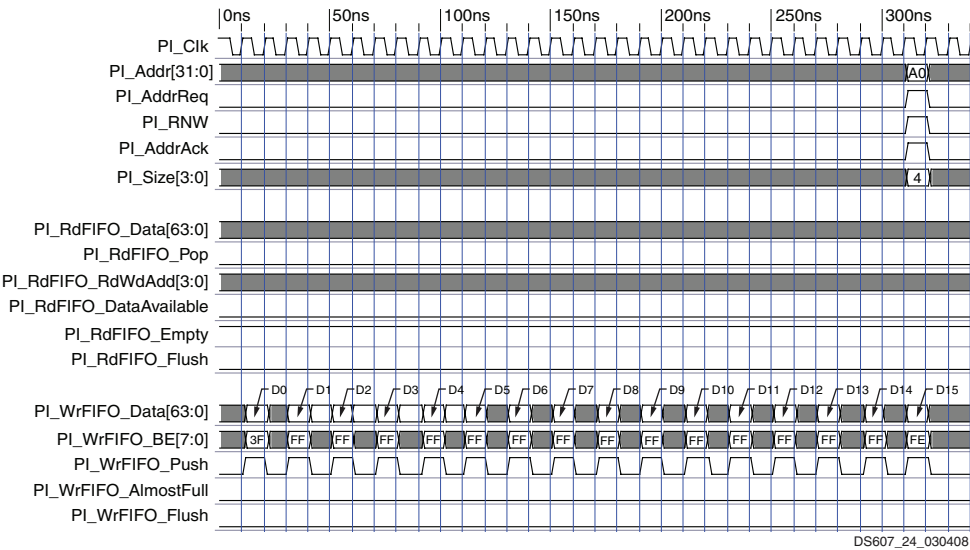 0ns 50ns 100ns 150ns 200ns 250ns 300ns
PI_Clk
PI_Addr[31:0] A0
PI_AddrReq
PI_RNW
PI_AddrAck
PI_Size[3:0] 4
PI_RdFIFO_Data[63:0]
PI_RdFIFO_Pop
PI_RdFIFO_RdWdAdd[3:0]
PI_RdFIFO_DataAvailable
PI_RdFIFO_Empty
PI_RdFIFO_Flush
D0 D1 D2 D3 D4 D5 D6 D7 D8 D9 D10 D11 D12 D13 D14 D15
PI_WrFIFO_Data[63:0]
PI_WrFIFO_BE[7:0] 3F FF FF FF FF FF FF FF FF FF FF FF FF FF FF FE
PI_WrFIFO_Push
PI_WrFIFO_AlmostFull
PI_WrFIFO_Flush
DS607_24_030408